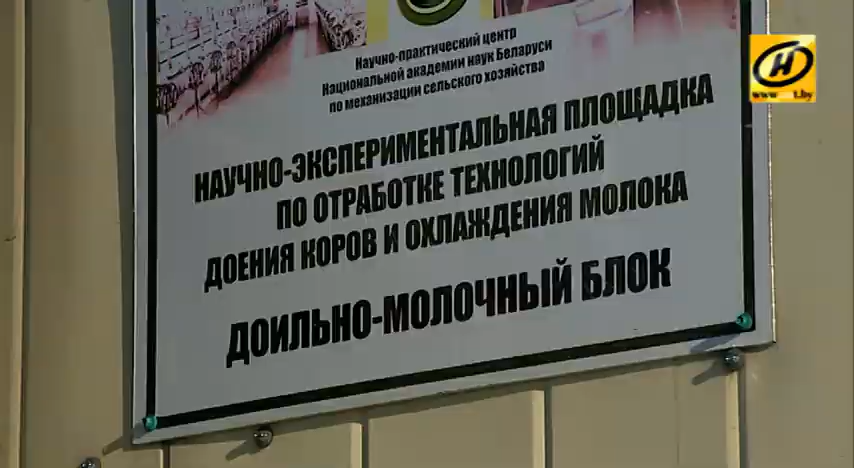 Научно-практический центр
Национальной академии наук Беларуси
по механизации сельского хозяйства
НАУЧНО-ЭКСПЕРИМЕНТАЛЬНАЯ ПЛОЩАДКА
ПО ОТРАБОТКЕ ТЕХНОЛОГИЙ
ДОЕНИЯ КОРОВ И ОХЛАЖДЕНИЯ МОЛОКА
ДОИЛЬНО-МОЛОЧНЫЙ БЛОК
Н